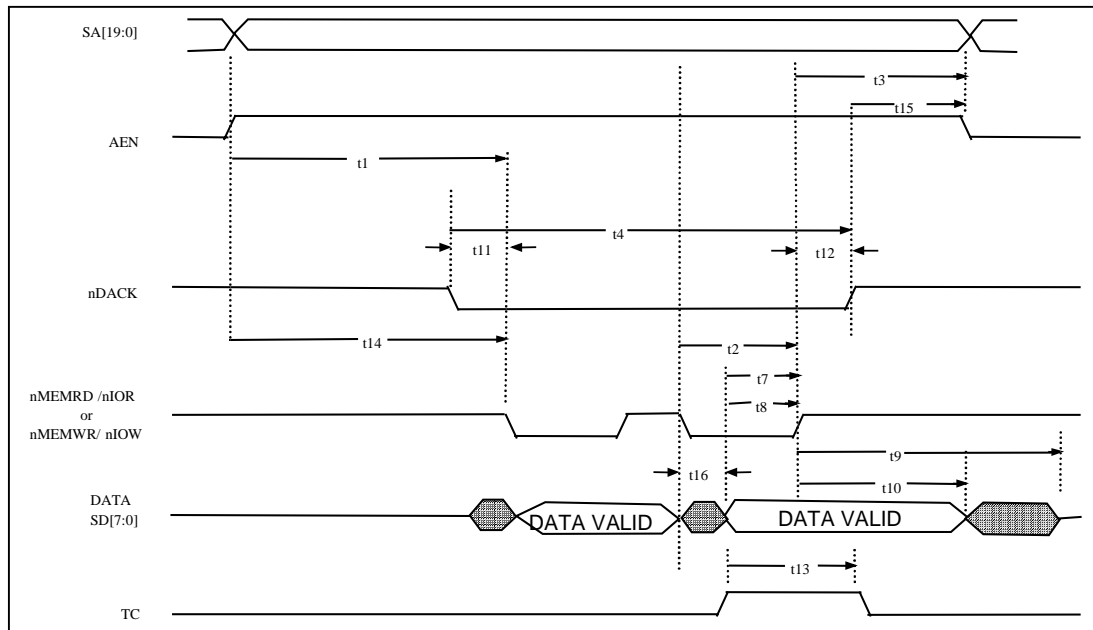 SA[19:0]
t3
t15
AEN
t1
t4
t11
t12
nDACK
t14
t2
t7
nMEMRD /nIOR
or
nMEMWR/ nIOW
t8
t9
t16
t10
DATA
SD[7:0]
DATA VALID
DATA VALID
t13
TC